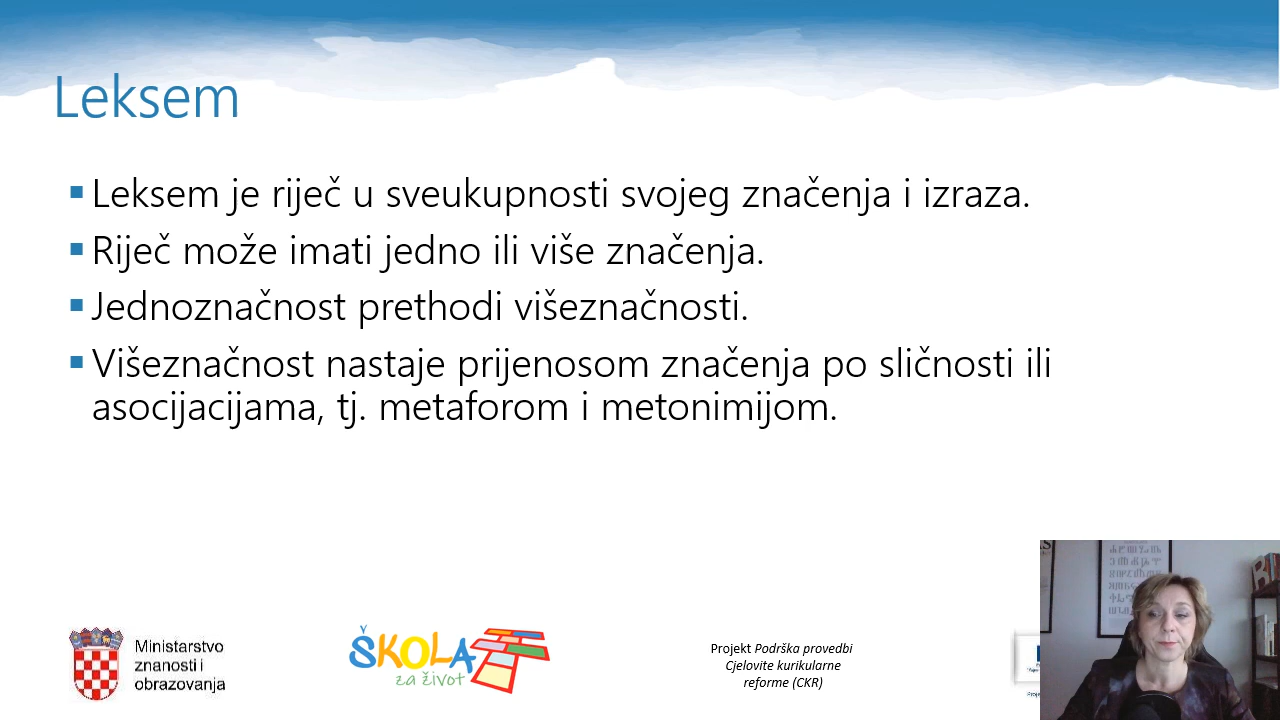 Leksem
Leksem je riječ u sveukupnosti svojeg značenja i izraza.
Riječ može imati jedno ili više značenja.
Jednoznačnost prethodi višeznačnosti.
Višeznačnost nastaje prijenosom značenja po sličnosti ili
asocijacijama, tj. metaforom i metonimijom.
Ministarstvo
znanosti i
obrazovanja
ŠKOLA
za život
Projekt Podrška provedbi
Cjelovite kurikularne
reforme (CKR)